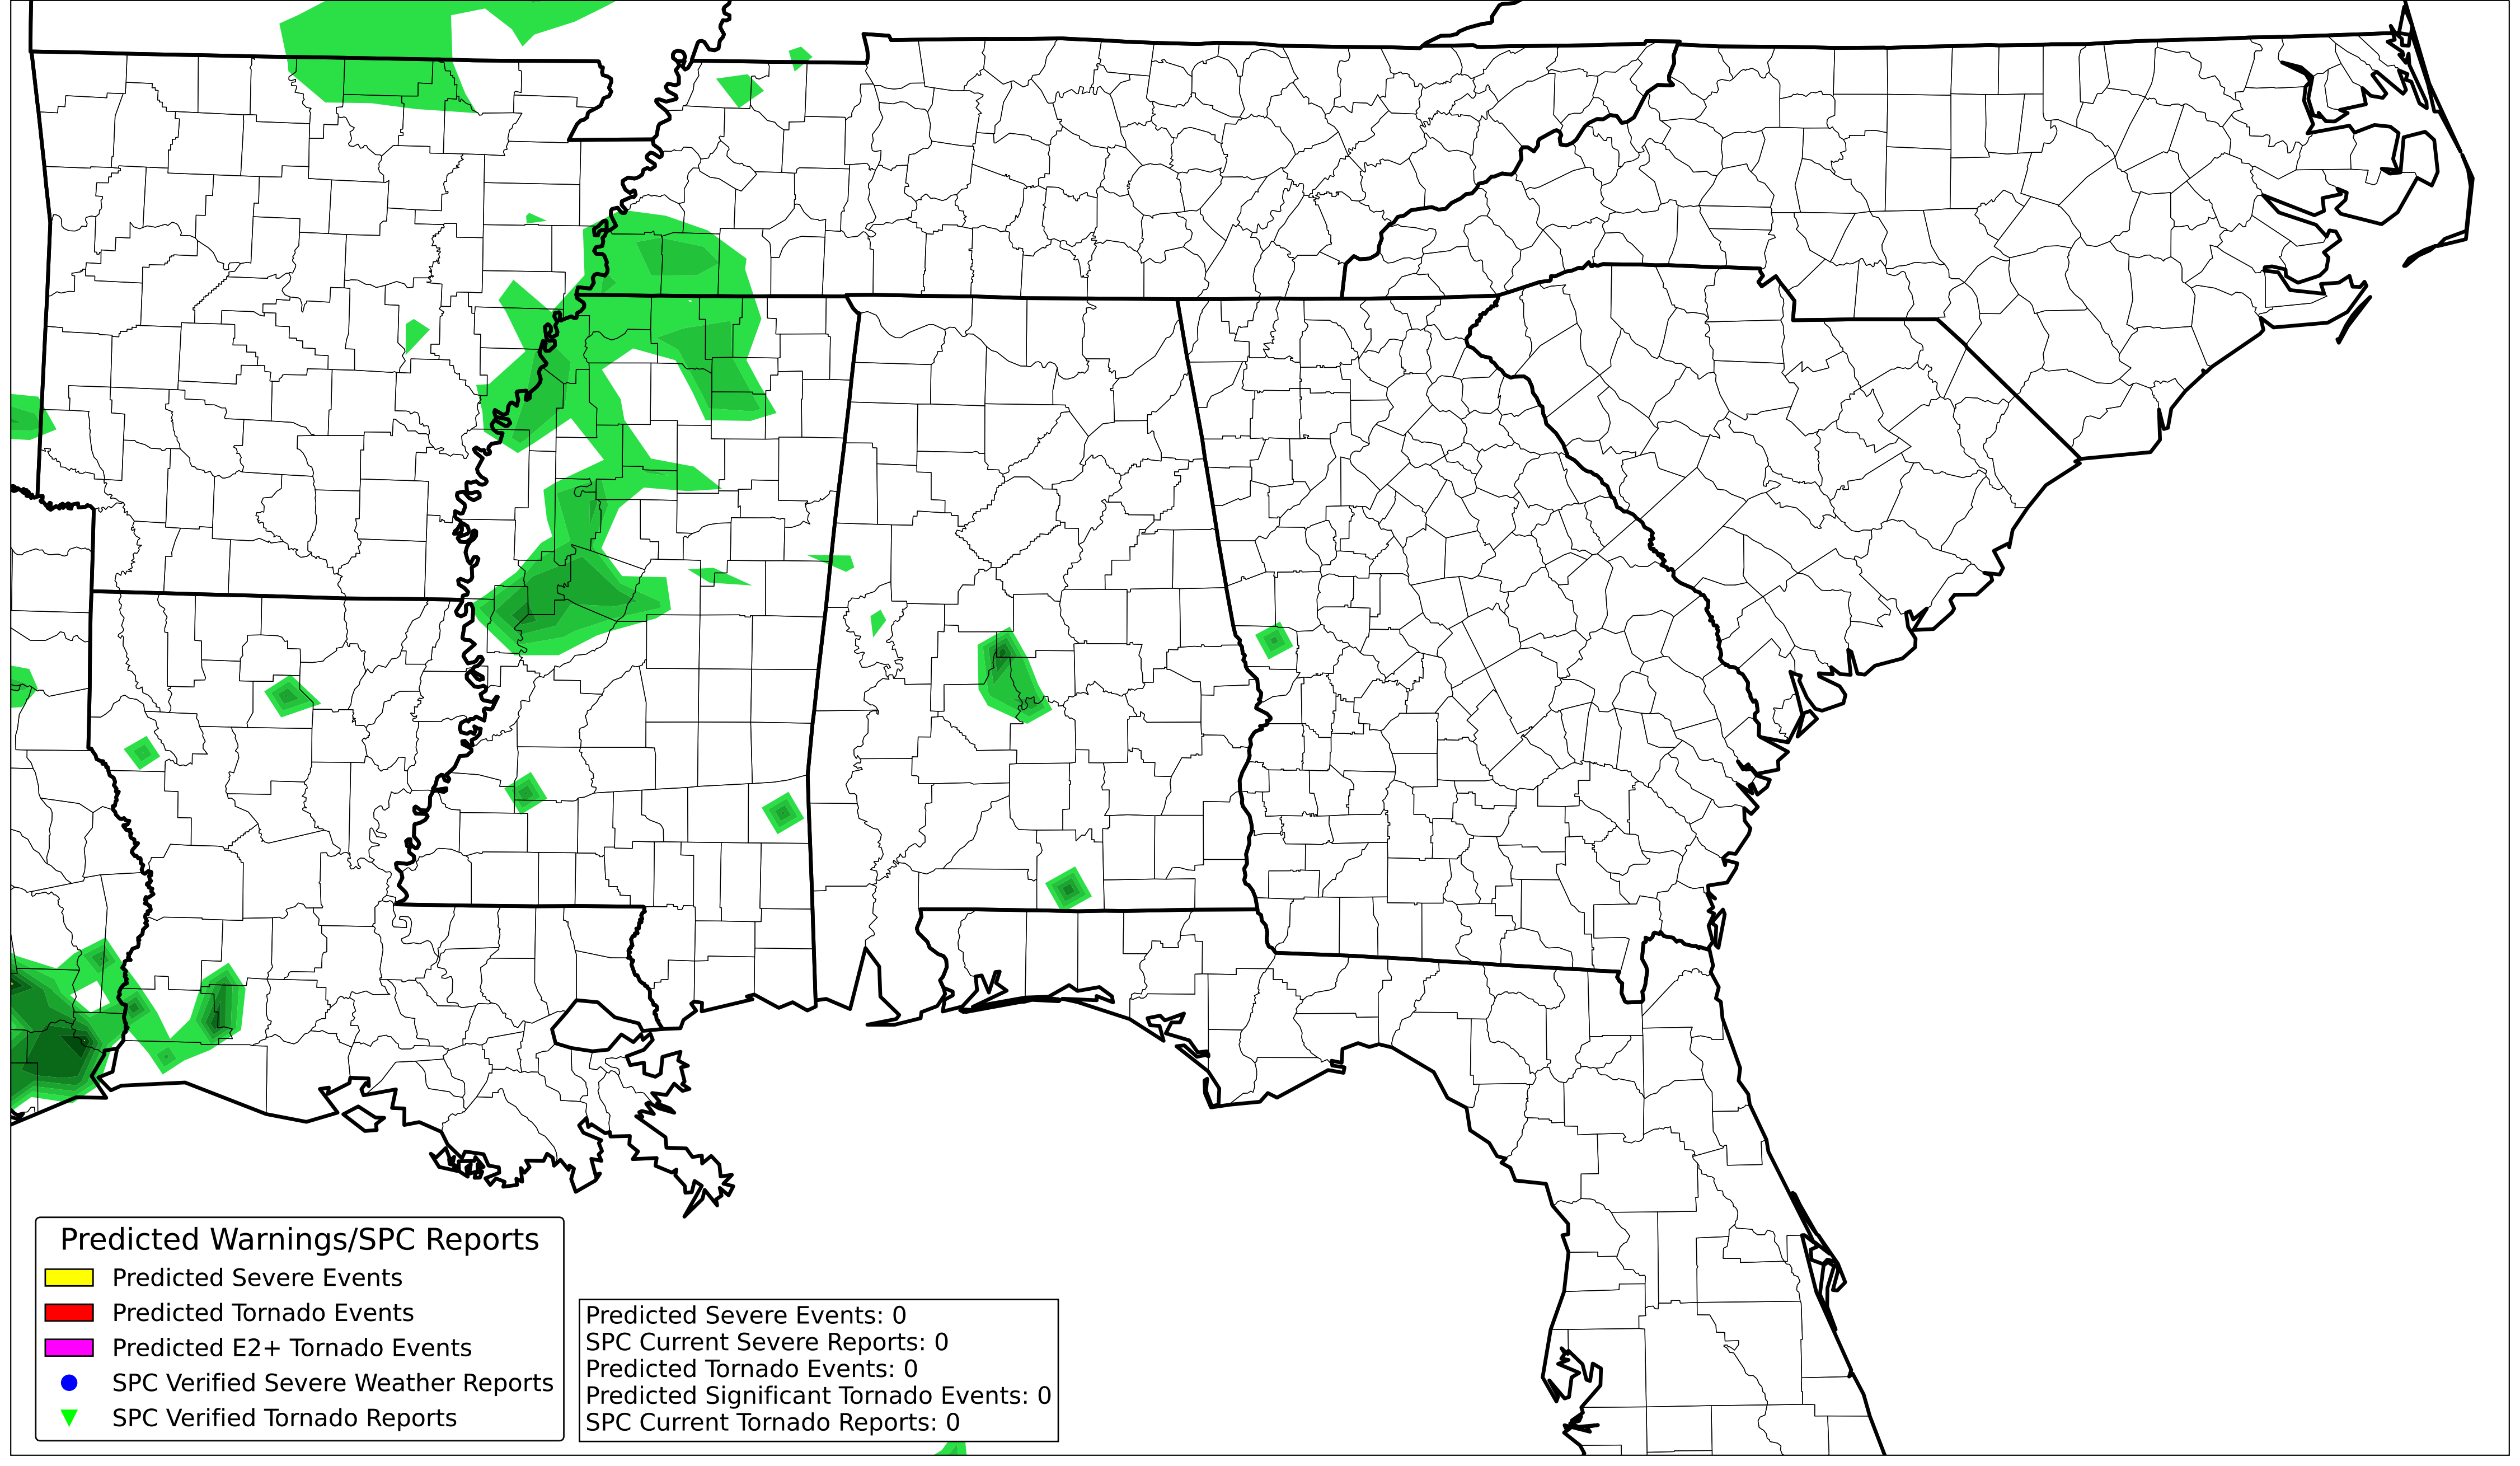 Predicted Warnings/SPC Reports
Predicted Severe Events
Predicted Tornado Events
Predicted E2+ Tornado Events
SPC Verified Severe Weather Reports
SPC Verified Tornado Reports
Predicted Severe Events: 0
SPC Current Severe Reports: 0
Predicted Tornado Events: 0
Predicted Significant Tornado Events: 0
SPC Current Tornado Reports: 0